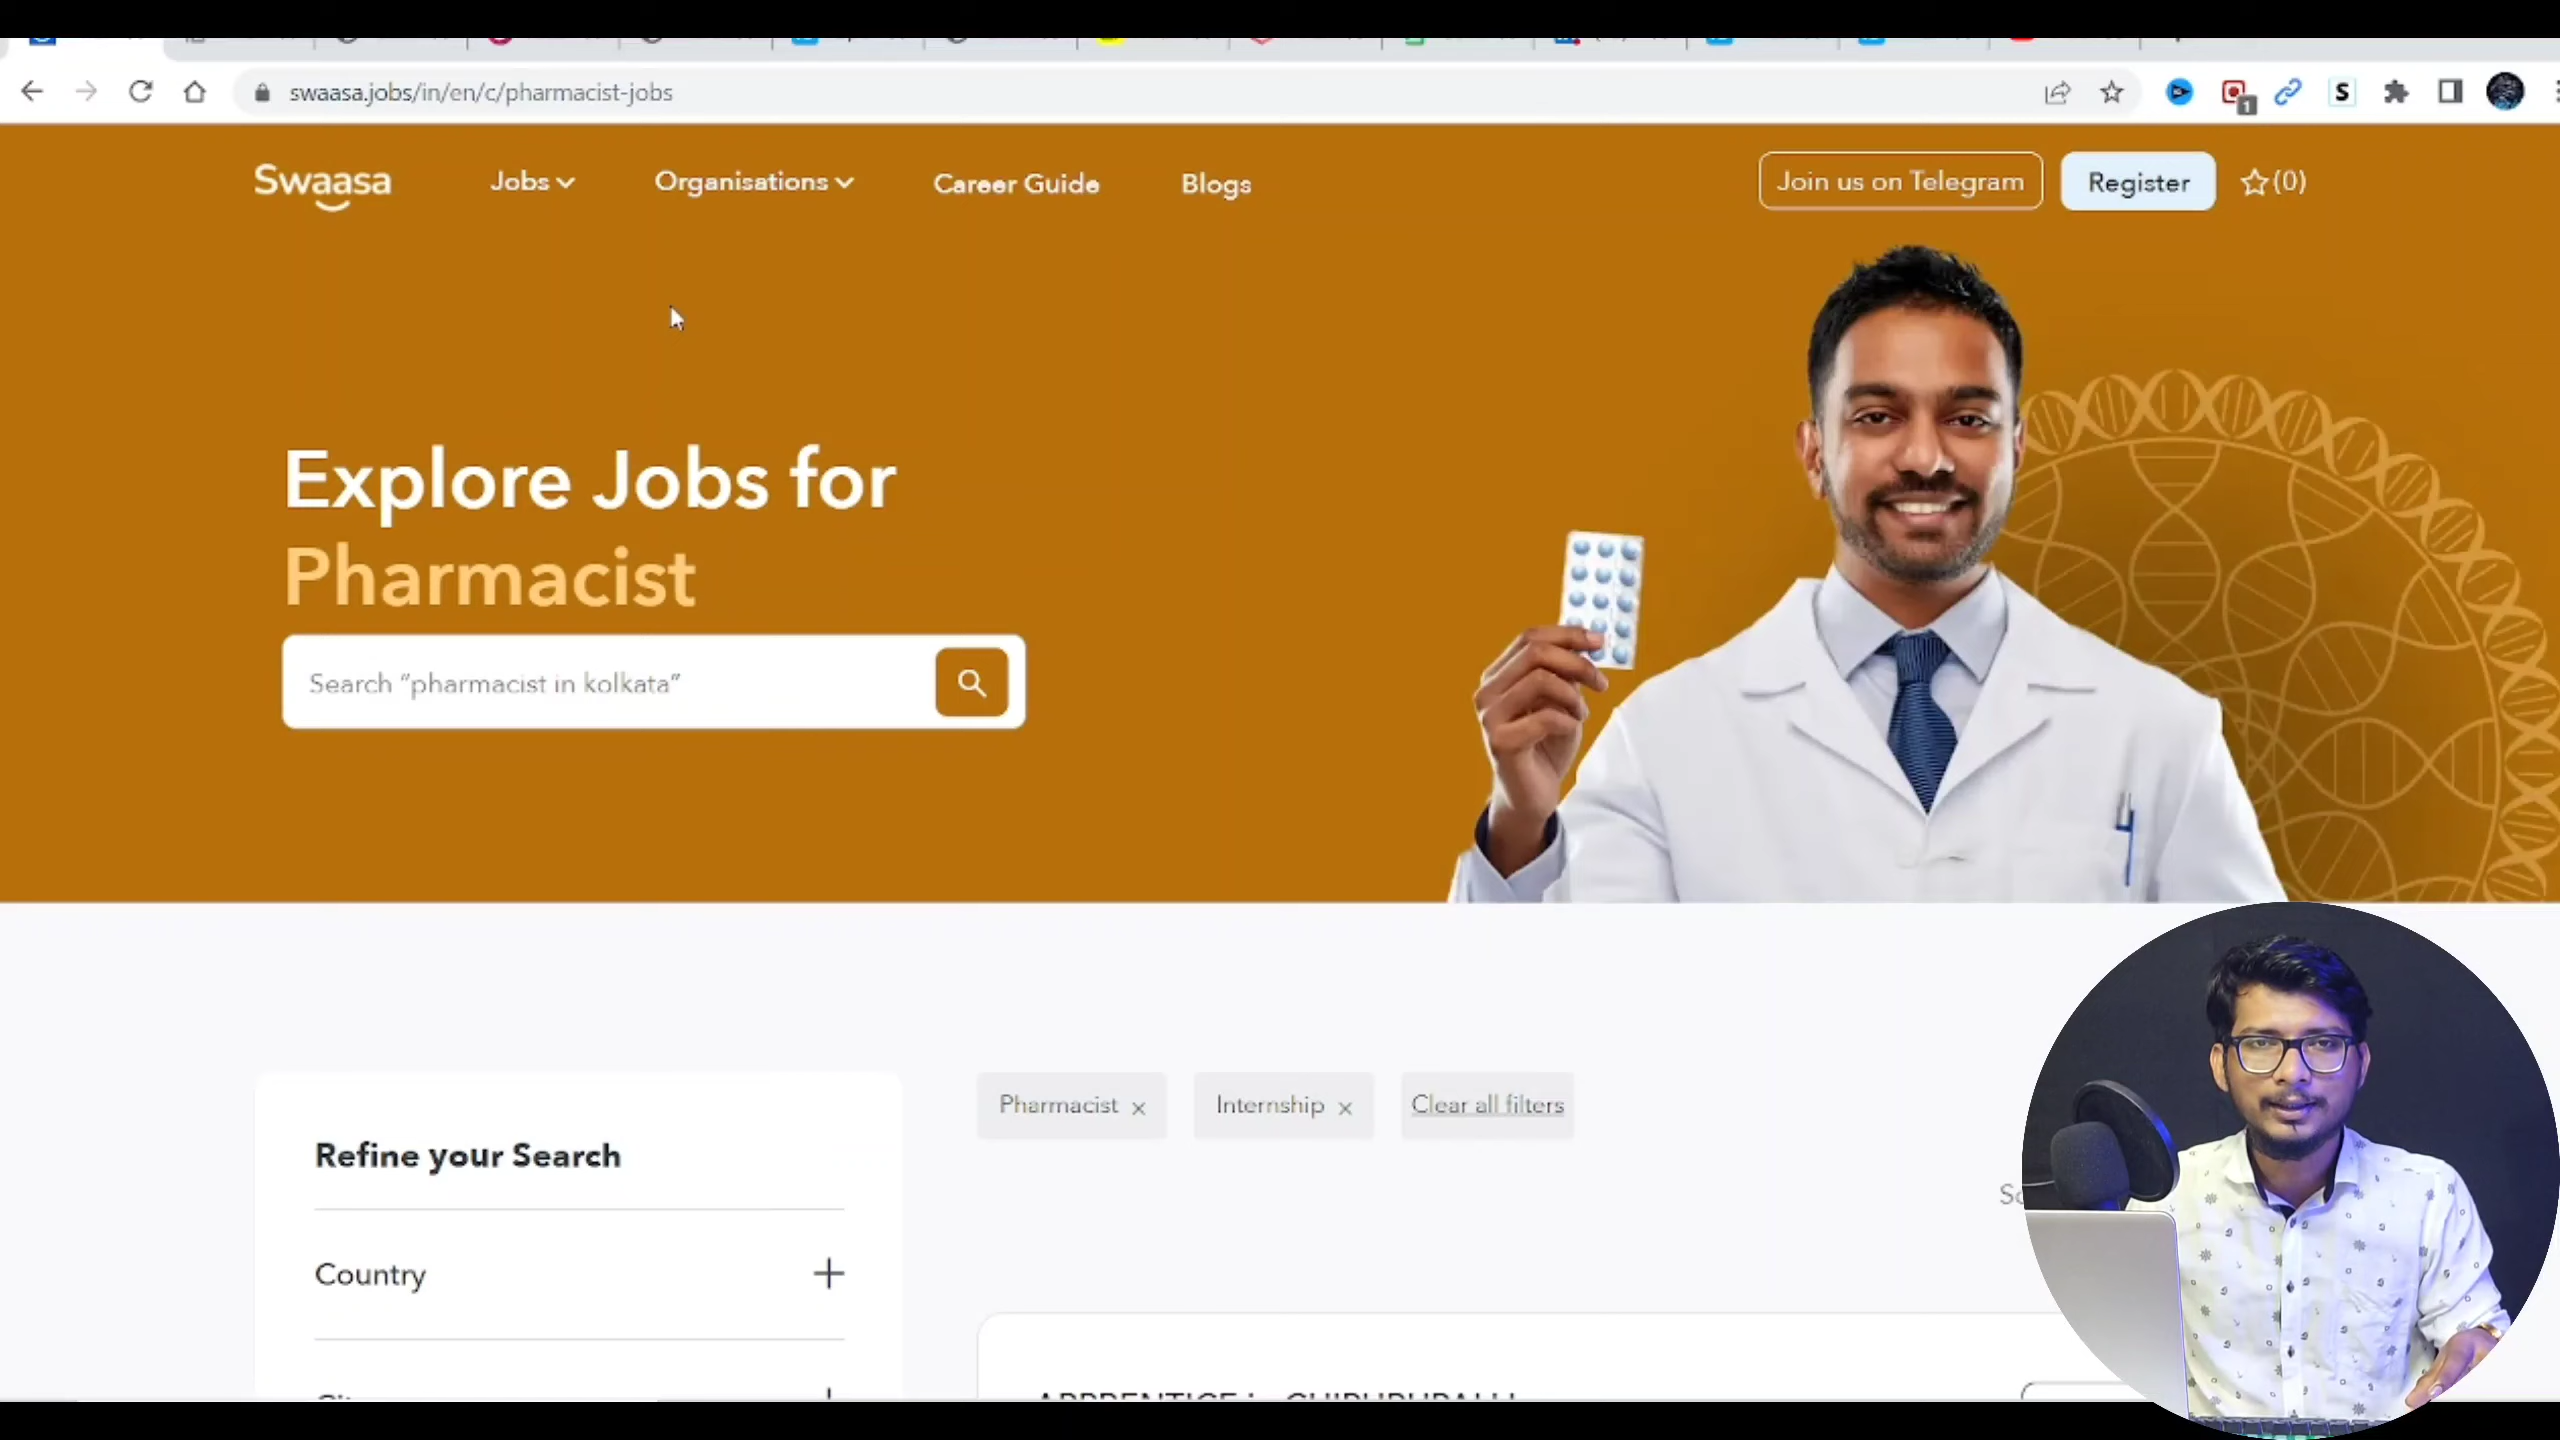 swaasa.jobs/in/en/c/pharmacist-jobs
1
S
Swaasa
Jobs
Organisations
Career Guide
Blogs
Join us on Telegram
Register
(0)
Explore Jobs for
Pharmacist
Search “pharmacist in kolkata”
Pharmacist ×
Internship ×
Clear all filters
Refine your Search
Country